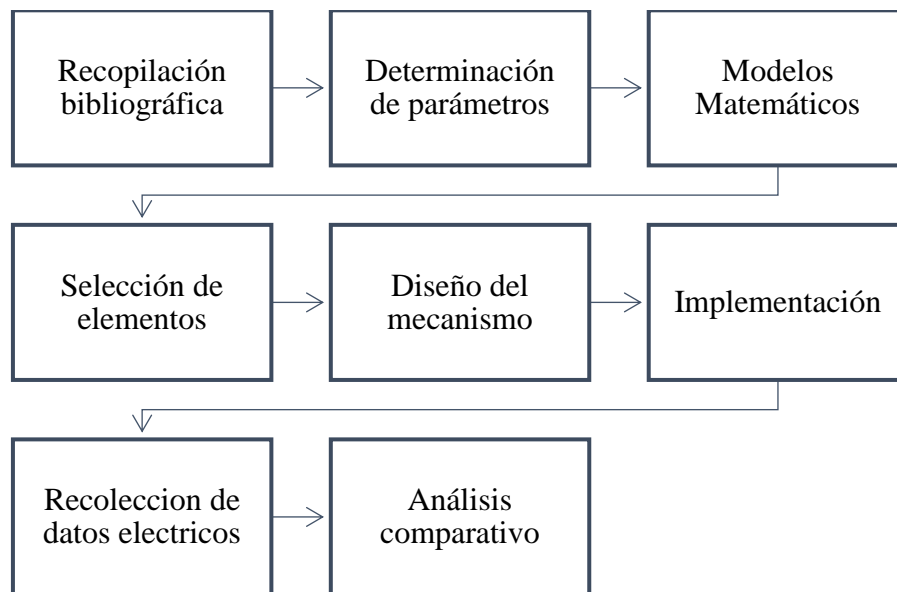 Recopilación
bibliográfica
Determinación
de parámetros
Modelos
Matemáticos
Selección de
elementos
Diseño del
mecanismo
Implementación
Recoleccion de
datos electricos
Análisis
comparativo